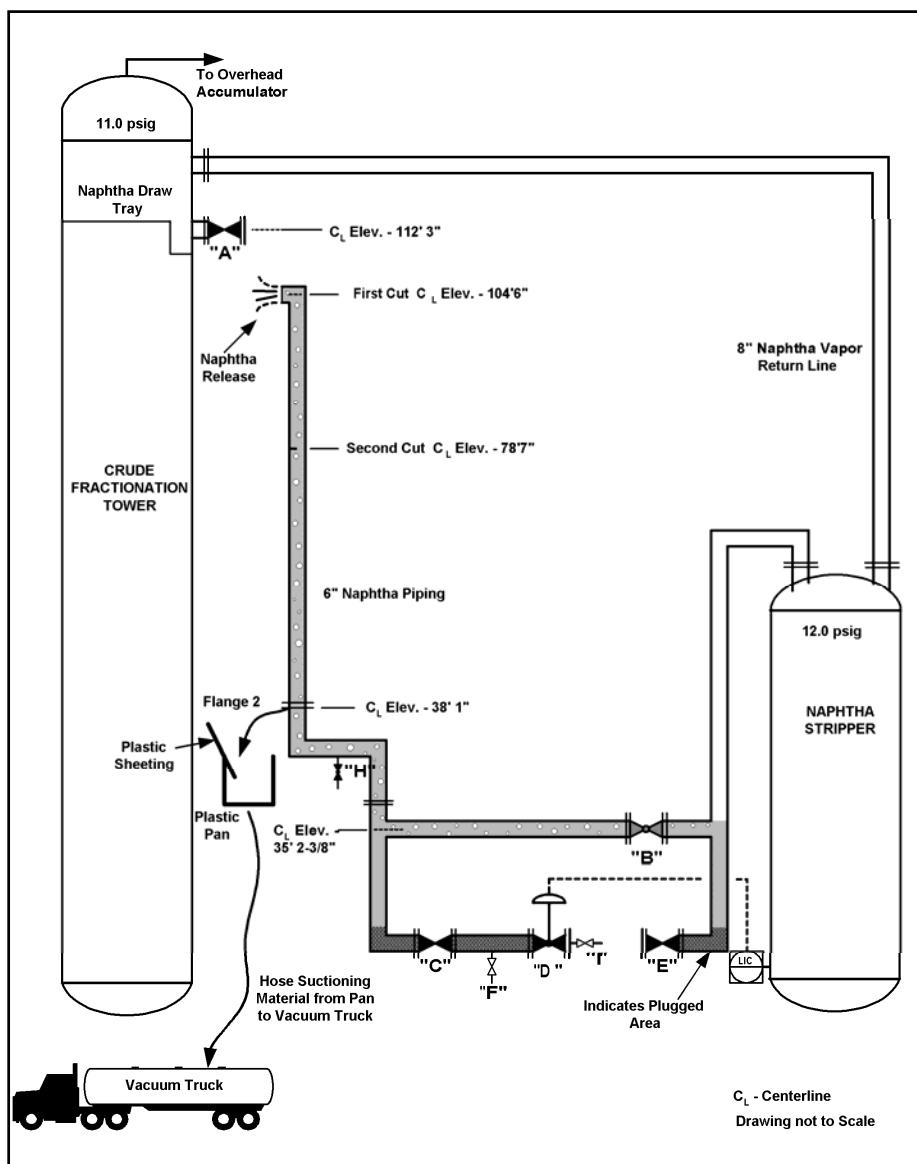 To Overhead
Accumulator
11.0 psig
Naphtha Draw
Tray
"A"
CL Elev. - 112' 3"
First Cut CL Elev. - 104'6"
Naphtha
Release
8" Naphtha Vapor
Return Line
Second Cut CL Elev. - 78'7"
CRUDE
FRACTIONATION
TOWER
6" Naphtha Piping
12.0 psig
Flange 2
CL Elev. - 38' 1"
NAPHTHA
STRIPPER
Plastic
Sheeting
"H"
Plastic
Pan
CL Elev.
35' 2-3/8"
"B"
"C"
"D"
"I"
"E"
LIC
"F"
Hose Suctioning
Material from Pan
to Vacuum Truck
Indicates Plugged
Area
Vacuum Truck
CL - Centerline
Drawing not to Scale